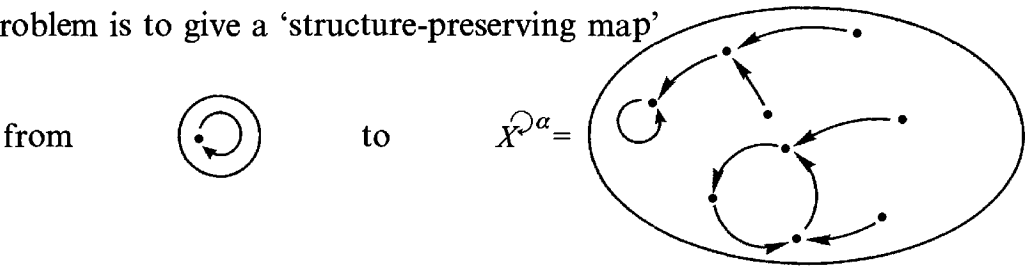 roblem is to give a ‘structure-preserving map’
from to X↻α =